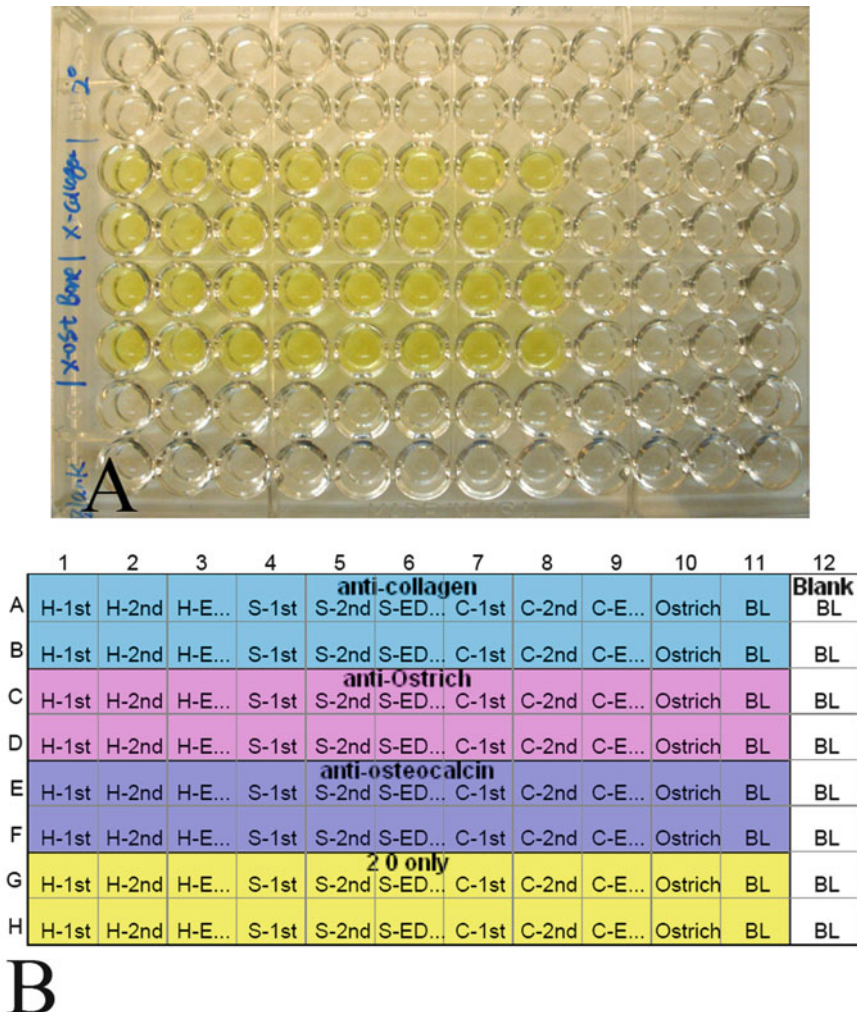 2°
x-collagen
x-ost Bone
Blank
A
1 2 3 4 5 6 7 8 9 10 11 12
anti-collagen Blank
A H-1st H-2nd H-E... S-1st S-2nd S-ED... C-1st C-2nd C-E... Ostrich BL BL
B H-1st H-2nd H-E... S-1st S-2nd S-ED... C-1st C-2nd C-E... Ostrich BL BL
anti-Ostrich
C H-1st H-2nd H-E... S-1st S-2nd S-ED... C-1st C-2nd C-E... Ostrich BL BL
D H-1st H-2nd H-E... S-1st S-2nd S-ED... C-1st C-2nd C-E... Ostrich BL BL
anti-osteocalcin
E H-1st H-2nd H-E... S-1st S-2nd S-ED... C-1st C-2nd C-E... Ostrich BL BL
F H-1st H-2nd H-E... S-1st S-2nd S-ED... C-1st C-2nd C-E... Ostrich BL BL
2 0 only
G H-1st H-2nd H-E... S-1st S-2nd S-ED... C-1st C-2nd C-E... Ostrich BL BL
H H-1st H-2nd H-E... S-1st S-2nd S-ED... C-1st C-2nd C-E... Ostrich BL BL
B